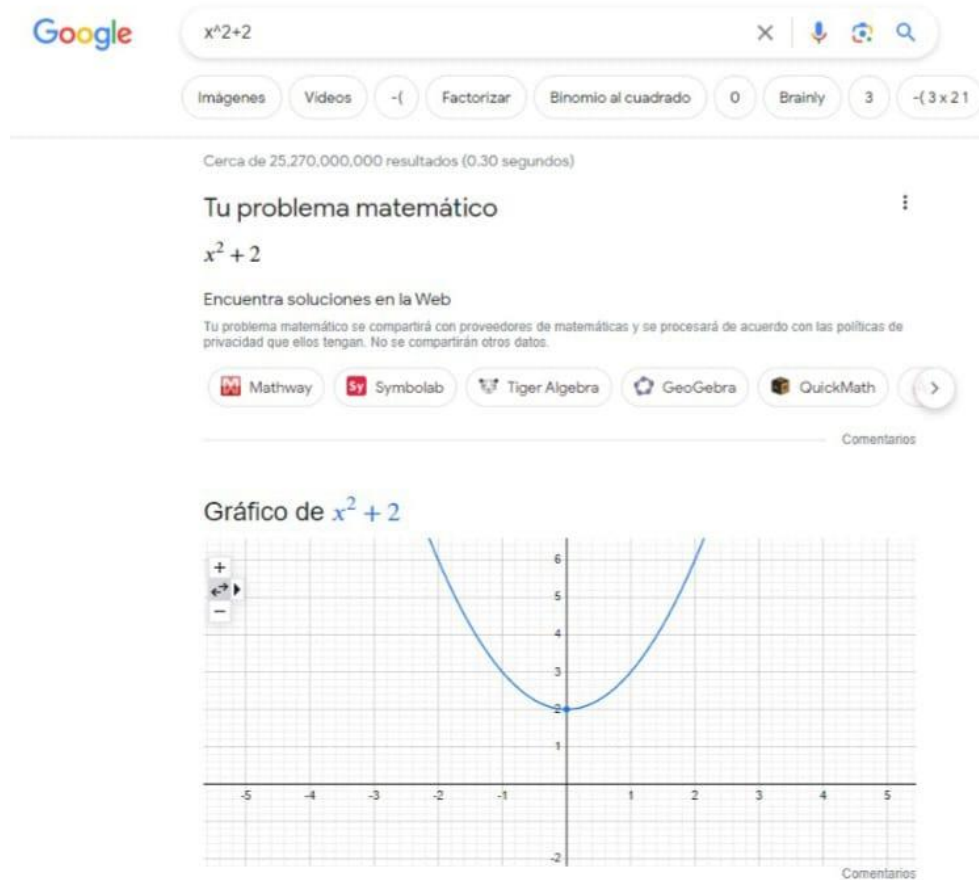 Google
x^2+2
Imágenes Videos -( Factorizar Binomio al cuadrado 0 Brainly 3 -( 3 x 2 1
Cerca de 25,270,000,000 resultados (0.30 segundos)
Tu problema matemático
x² + 2
Encuentra soluciones en la Web
Tu problema matemático se compartirá con proveedores de matemáticas y se procesará de acuerdo con las políticas de
privacidad que ellos tengan. No se compartirán otros datos.
Mathway Sy Symbolab Tiger Algebra GeoGebra QuickMath
Comentarios
Gráfico de x² + 2
+
−
6
5
4
3
2
1
-5 -4 -3 -2 -1 1 2 3 4 5
-2
Comentarios